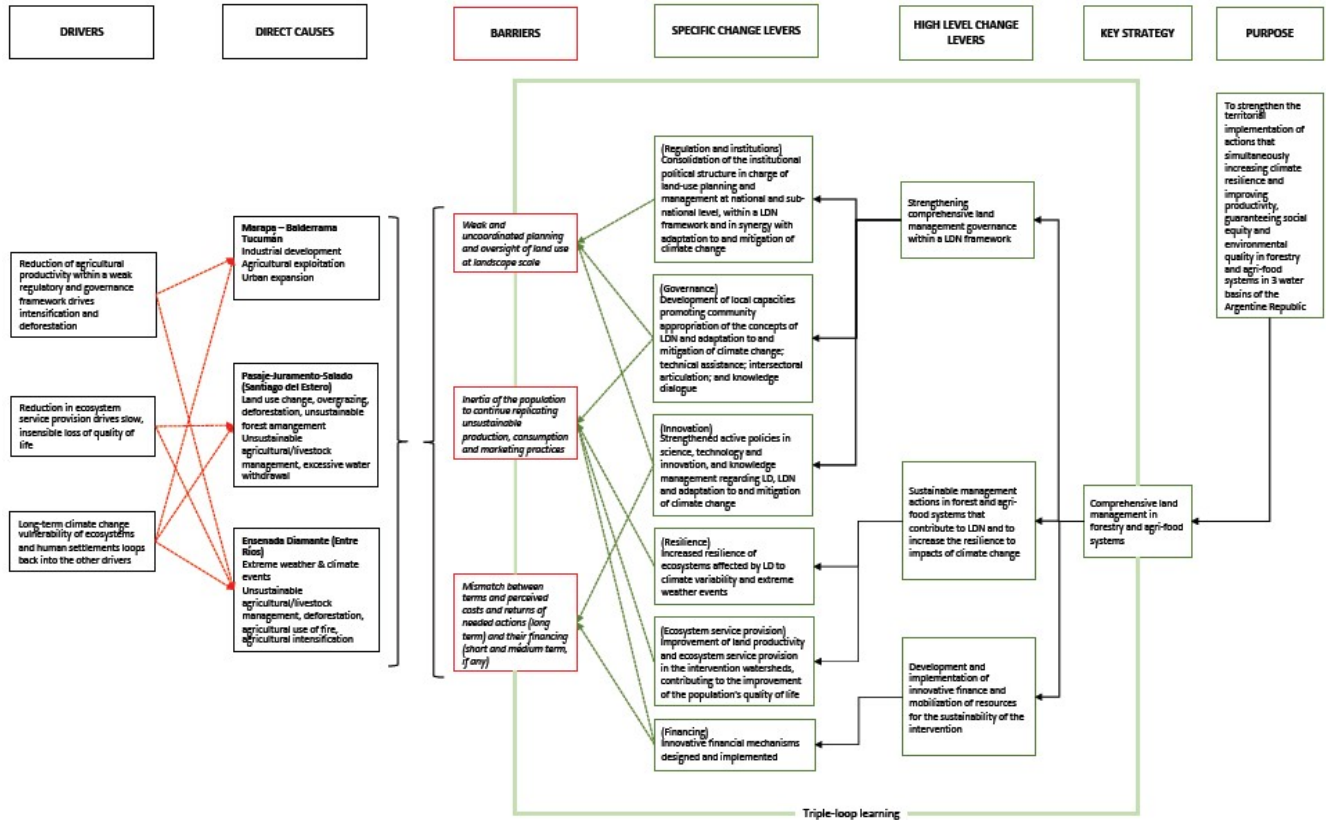 DRIVERS
DIRECT CAUSES
BARRIERS
SPECIFIC CHANGE LEVERS
HIGH LEVEL CHANGE
LEVERS
KEY STRATEGY
PURPOSE
Reduction of agricultural
productivity within a weak
regulatory and governance
framework drives
intensification and
deforestation
Reduction in ecosystem
service provision drives slow,
insensible loss of quality of
life
Long-term climate change
vulnerability of ecosystems
and human settlements loops
back into the other drivers
Marapa – Balderrama
Tucumán
Industrial development
Agricultural exploitation
Urban expansion
Pasaje-Juramento-Salado
(Santiago del Estero)
Land use change, overgrazing,
deforestation, unsustainable
forest amangement
Unsustainable
agricultural/livestock
management, excessive water
withdrawal
Ensenada Diamante (Entre
Ríos)
Extreme weather & climate
events
Unsustainable
agricultural/livestock
management, deforestation,
agricultural use of fire,
agricultural intensification
Weak and
uncoordinated planning
and oversight of land use
at landscape scale
Inertia of the population
to continue replicating
unsustainable
production, consumption
and marketing practices
Mismatch between
terms and perceived
costs and returns of
needed actions (long
term) and their financing
(short and medium term,
if any)
(Regulation and institutions)
Consolidation of the institutional
political structure in charge of
land-use planning and
management at national and sub-
national level, within a LDN
framework and in synergy with
adaptation to and mitigation of
climate change
(Governance)
Development of local capacities
promoting community
appropriation of the concepts of
LDN and adaptation to and
mitigation of climate change;
technical assistance; intersectoral
articulation; and knowledge
dialogue
(Innovation)
Strengthened active policies in
science, technology and
innovation, and knowledge
management regarding LD, LDN
and adaptation to and mitigation
of climate change
(Resilience)
Increased resilience of
ecosystems affected by LD to
climate variability and extreme
weather events
(Ecosystem service provision)
Improvement of land productivity
and ecosystem service provision
in the intervention watersheds,
contributing to the improvement
of the population's quality of life
(Financing)
Innovative financial mechanisms
designed and implemented
Strengthening
comprehensive land
management governance
within a LDN framework
Sustainable management
actions in forest and agri-
food systems that
contribute to LDN and to
increase the resilience to
impacts of climate change
Development and
implementation of
innovative finance and
mobilization of resources
for the sustainability of the
intervention
Comprehensive land
management in
forestry and agri-food
systems
To strengthen the
territorial
implementation of
actions that
simultaneously
increasing climate
resilience and
improving
productivity,
guaranteeing social
equity and
environmental
quality in forestry
and agri-food
systems in 3 water
basins of the
Argentine Republic
Triple-loop learning